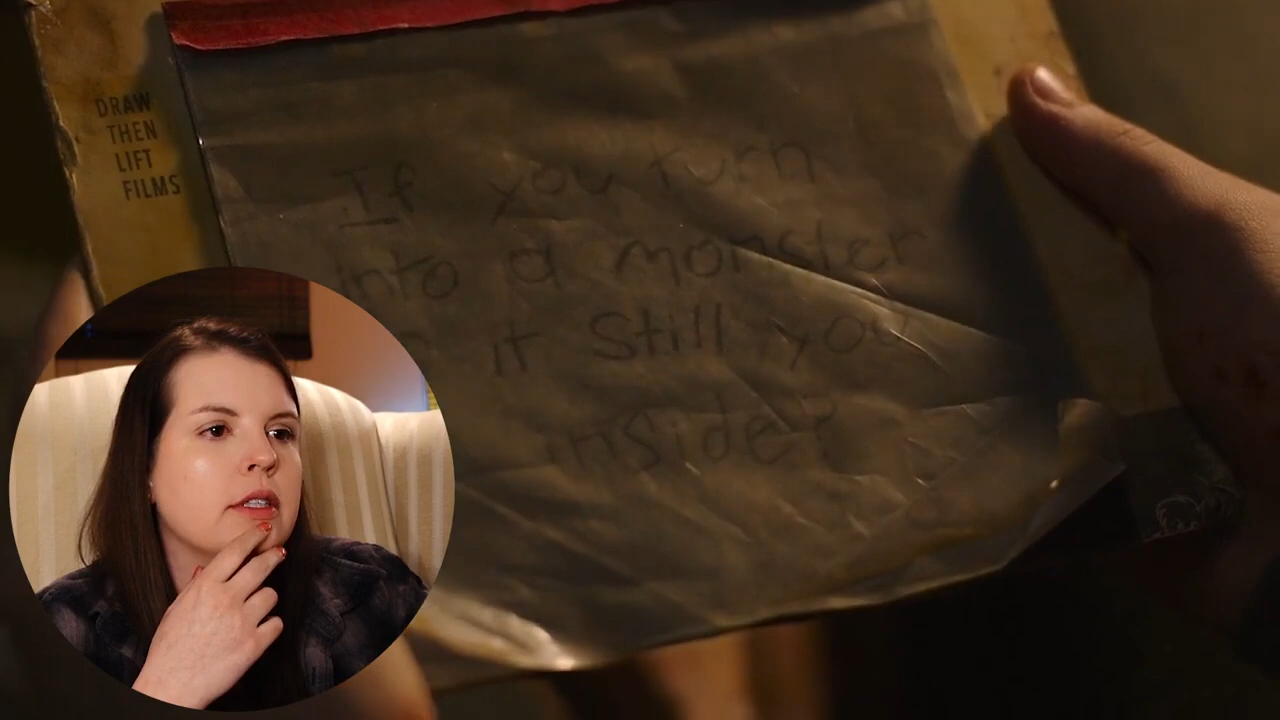 DRAW
THEN
LIFT
FILMS
If you turn
into a monster
it still you
inside?